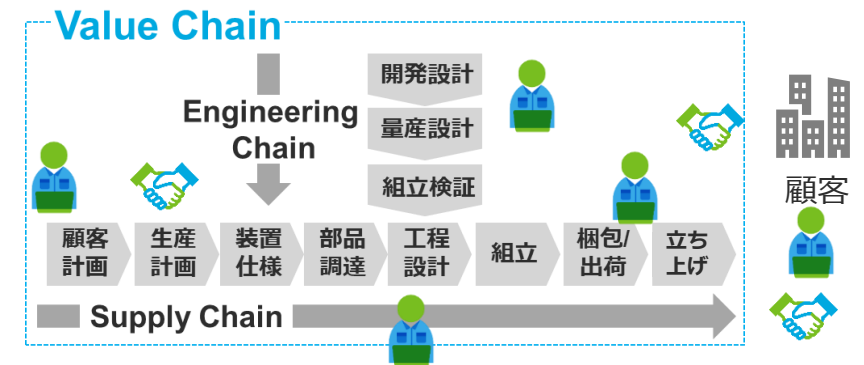 Value Chain
Engineering
Chain
開発設計
量産設計
組立検証
顧客
計画
生産
計画
装置
仕様
部品
調達
工程
設計
組立
梱包/
出荷
立ち
上げ
Supply Chain
顧客